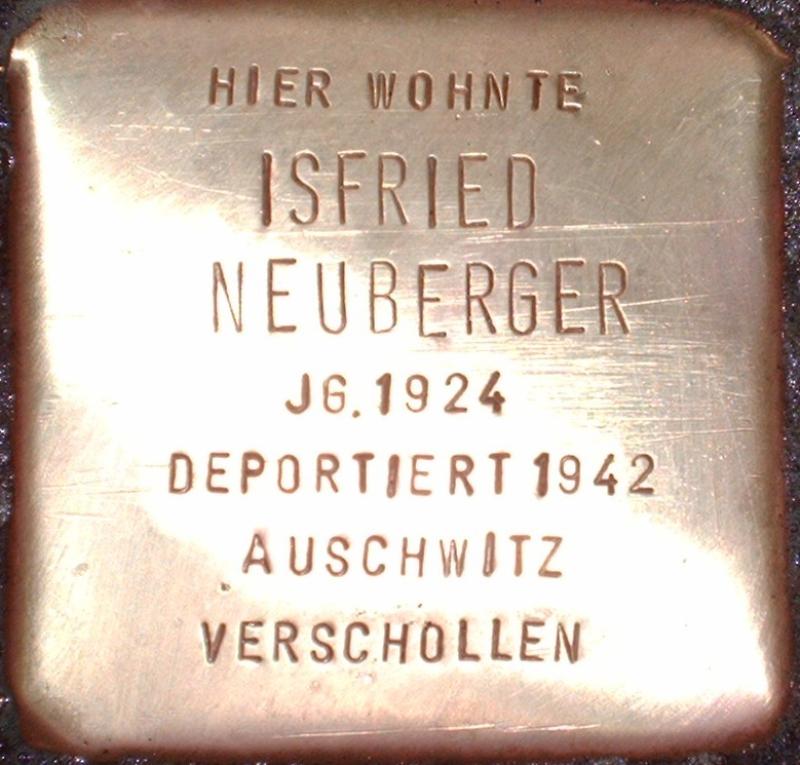 HIER WOHNTE
ISFRIED
NEUBERGER
JG. 1924
DEPORTIERT 1942
AUSCHWITZ
VERSCHOLLEN